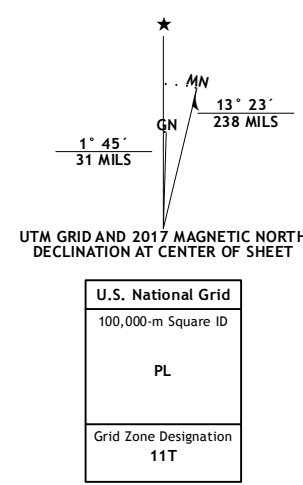 ★
MN
GN
13° 23´
238 MILS
1° 45´
31 MILS
UTM GRID AND 2017 MAGNETIC NORTH
DECLINATION AT CENTER OF SHEET
U.S. National Grid
100,000-m Square ID
PL
Grid Zone Designation
11T